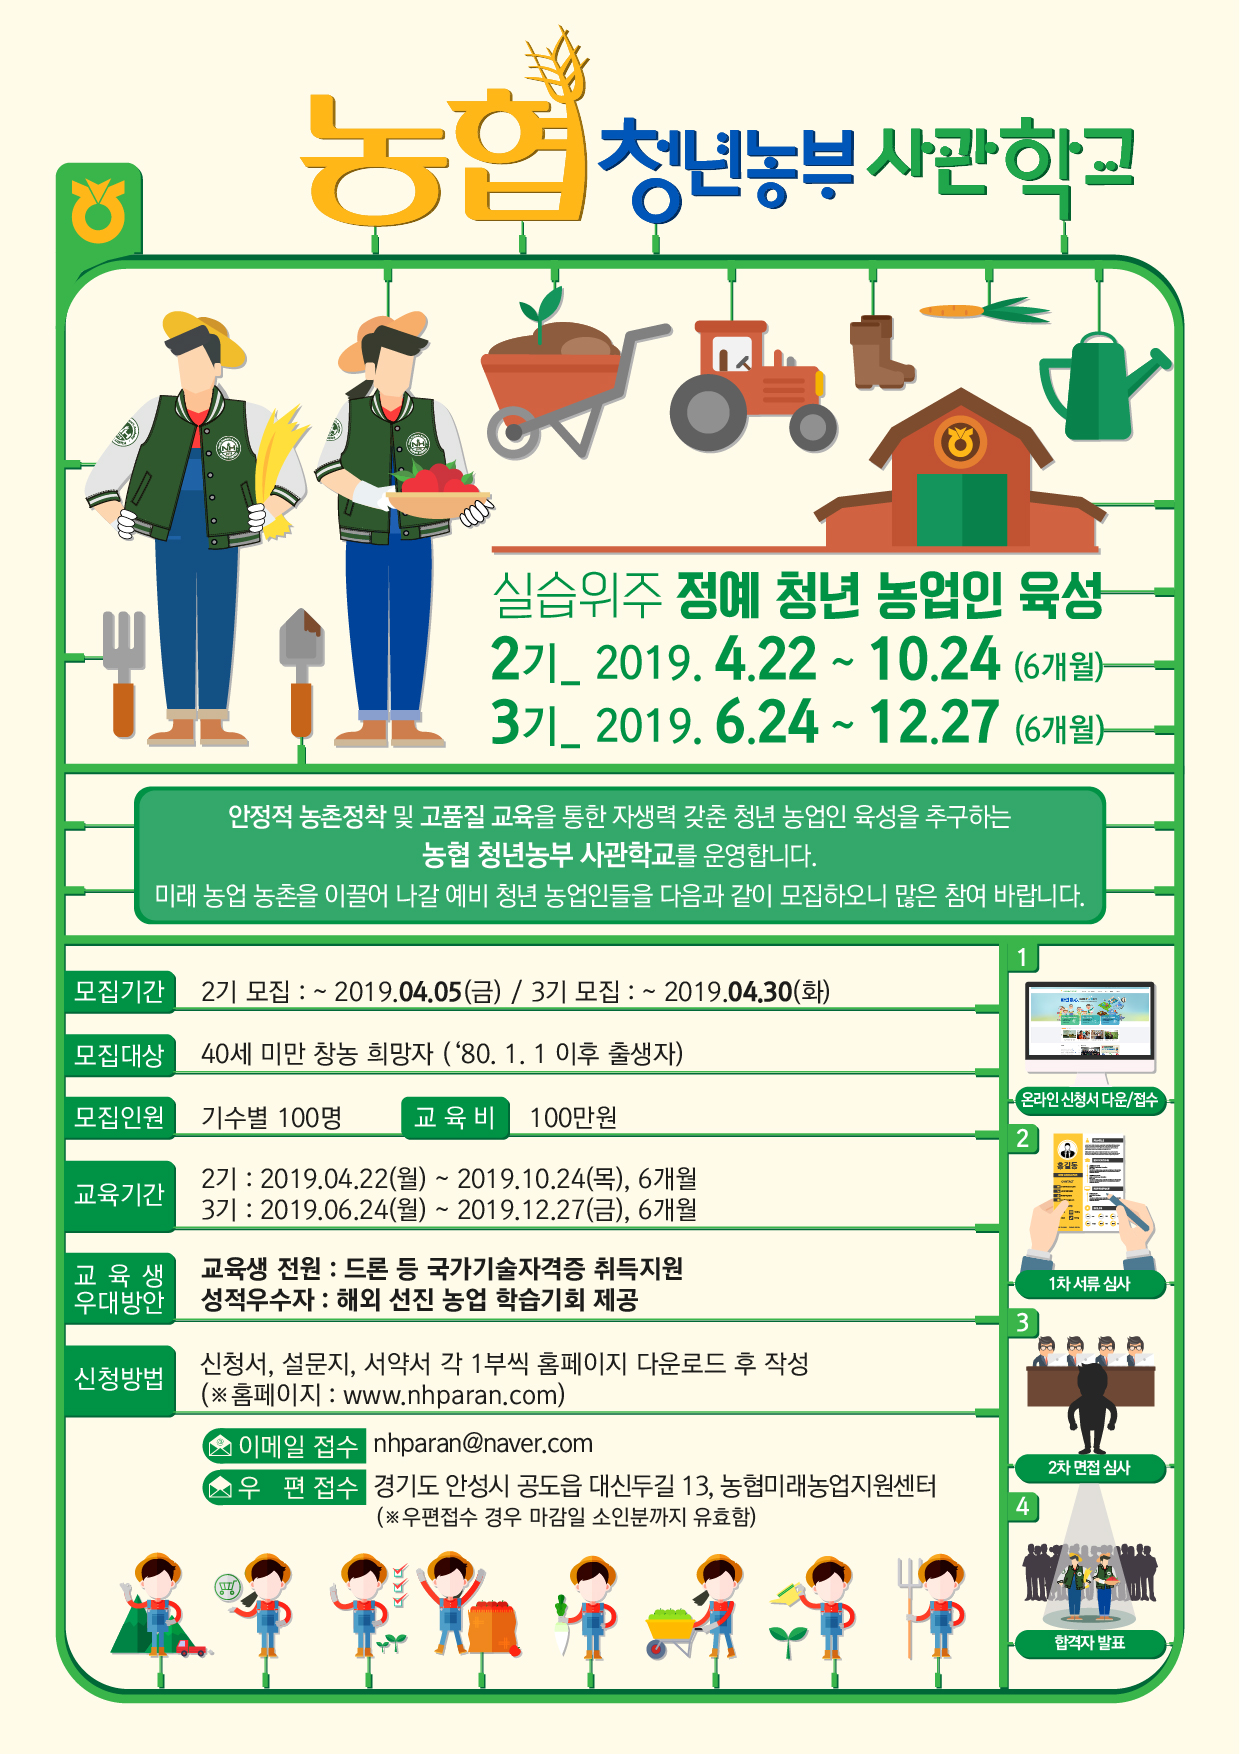 농협 청년농부 사관학교
실습위주 정예 청년 농업인 육성
2기_ 2019. 4.22 ~ 10.24 (6개월)
3기_ 2019. 6.24 ~ 12.27 (6개월)
안정적 농촌정착 및 고품질 교육을 통한 자생력 갖춘 청년 농업인 육성을 추구하는
농협 청년농부 사관학교를 운영합니다.
미래 농업 농촌을 이끌어 나갈 예비 청년 농업인들을 다음과 같이 모집하오니 많은 참여 바랍니다.
모집기간 2기 모집 : ~ 2019.04.05(금) / 3기 모집 : ~ 2019.04.30(화)
모집대상 40세 미만 창농 희망자 ( ‘80. 1. 1 이후 출생자)
모집인원 기수별 100명 교 육 비 100만원
교육기간 2기 : 2019.04.22(월) ~ 2019.10.24(목), 6개월
3기 : 2019.06.24(월) ~ 2019.12.27(금), 6개월
교 육 생 우대방안 교육생 전원 : 드론 등 국가기술자격증 취득지원
성적우수자 : 해외 선진 농업 학습기회 제공
신청방법 신청서, 설문지, 서약서 각 1부씩 홈페이지 다운로드 후 작성
(※홈페이지 : www.nhparan.com)
이메일 접수 nhparan@naver.com
우 편 접수 경기도 안성시 공도읍 대신두길 13, 농협미래농업지원센터
(※우편접수 경우 마감일 소인분까지 유효함)
1
온라인 신청서 다운/접수
2
홍길동
1차 서류 심사
3
2차 면접 심사
4
합격자 발표